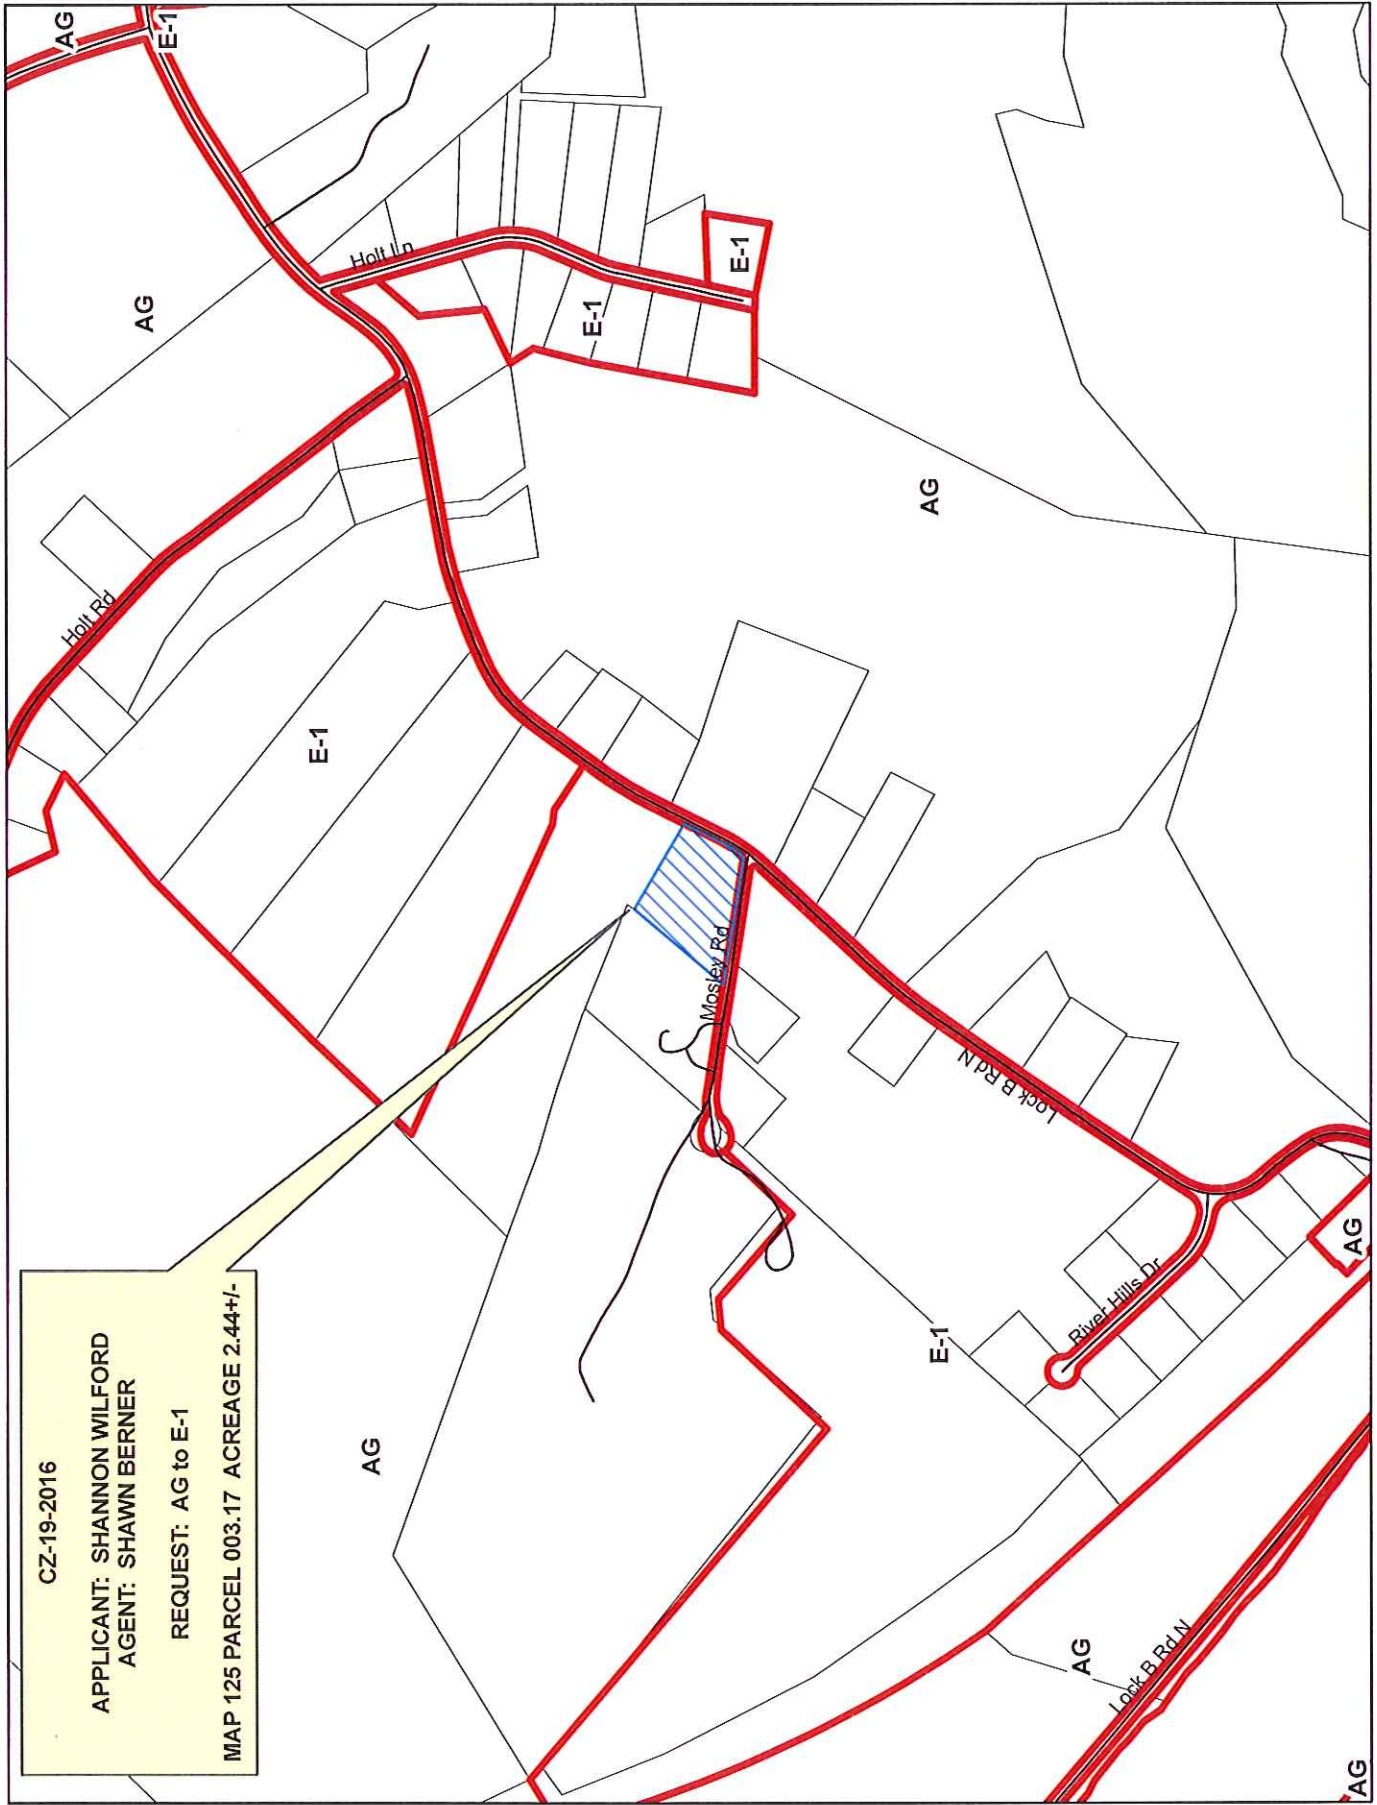 CZ-19-2016
APPLICANT: SHANNON WILFORD
AGENT: SHAWN BERNER
REQUEST: AG to E-1
MAP 125 PARCEL 003.17 ACREAGE 2.44+/-
AG
E-1
AG
Holt Ln
E-1
E-1
Holt Rd
E-1
AG
Mosley Rd
Lock B Rd N
AG
E-1
River Hills Dr
AG
AG
Lock B Rd N
AG